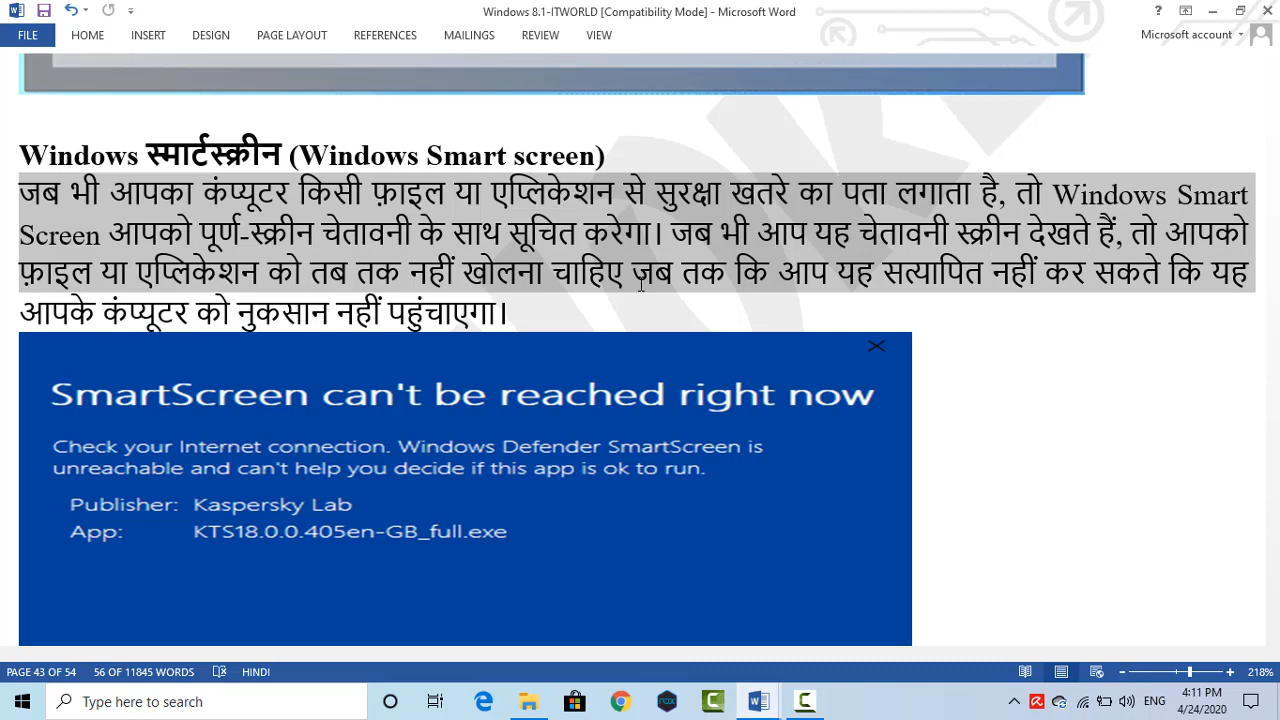 Windows 8.1-ITWORLD [Compatibility Mode] - Microsoft Word
FILE HOME INSERT DESIGN PAGE LAYOUT REFERENCES MAILINGS REVIEW VIEW Microsoft account
Windows स्मार्टस्क्रीन (Windows Smart screen)
जब भी आपका कंप्यूटर किसी फ़ाइल या एप्लिकेशन से सुरक्षा खतरे का पता लगाता है, तो Windows Smart
Screen आपको पूर्ण-स्क्रीन चेतावनी के साथ सूचित करेगा। जब भी आप यह चेतावनी स्क्रीन देखते हैं, तो आपको
फ़ाइल या एप्लिकेशन को तब तक नहीं खोलना चाहिए जब तक कि आप यह सत्यापित नहीं कर सकते कि यह
आपके कंप्यूटर को नुकसान नहीं पहुंचाएगा।
SmartScreen can't be reached right now
Check your Internet connection. Windows Defender SmartScreen is
unreachable and can't help you decide if this app is ok to run.
Publisher: Kaspersky Lab
App: KTS18.0.0.405en-GB_full.exe
PAGE 43 OF 54 56 OF 11845 WORDS HINDI 218%
Type here to search ENG 4:11 PM
4/24/2020